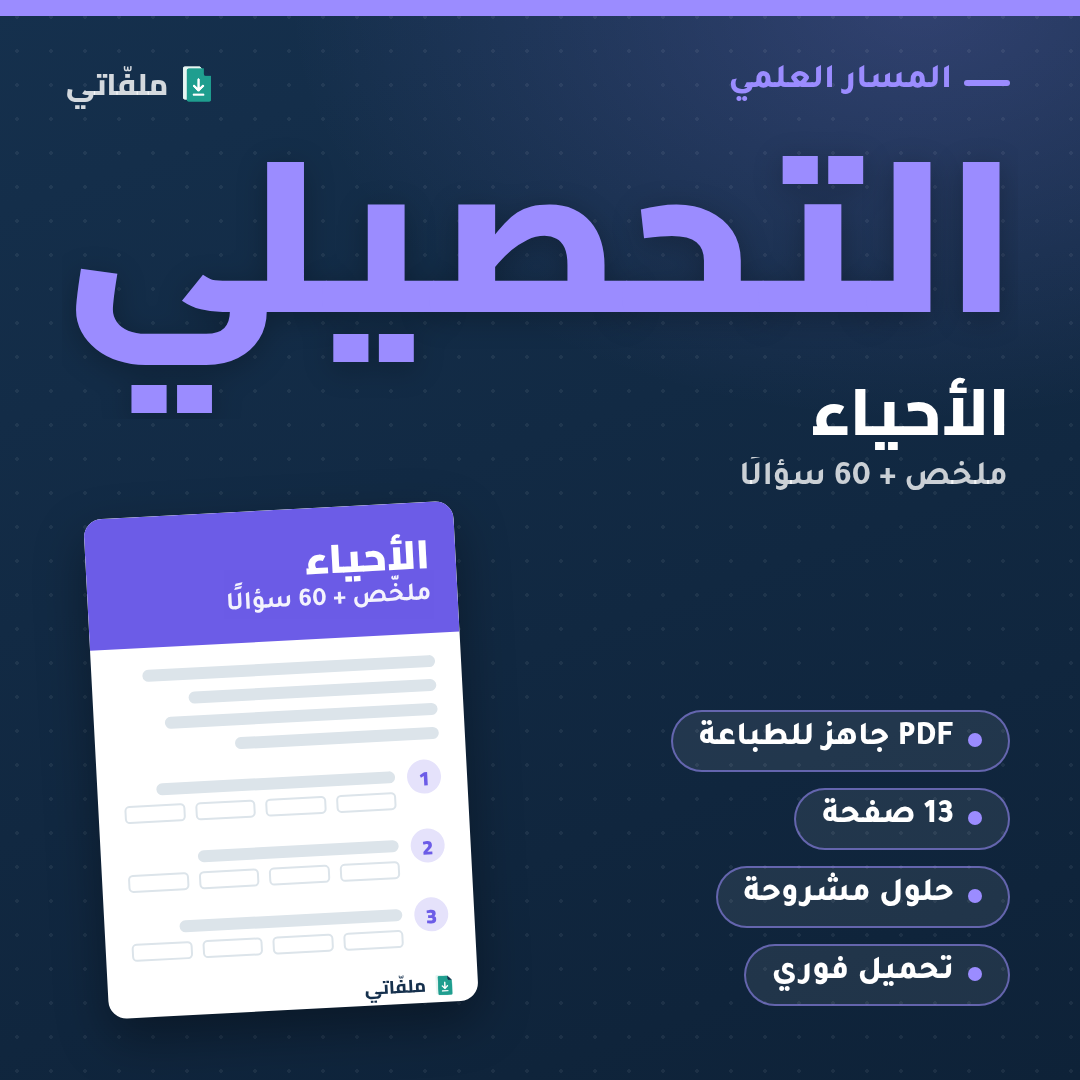 المسار العلمي
ملفّاتي
التحصيلي
الأحياء
ملخص + 60 سؤالًا
الأحياء
ملخّص + 60 سؤالًا
1
2
3
ملفّاتي
PDF جاهز للطباعة
13 صفحة
حلول مشروحة
تحميل فوري